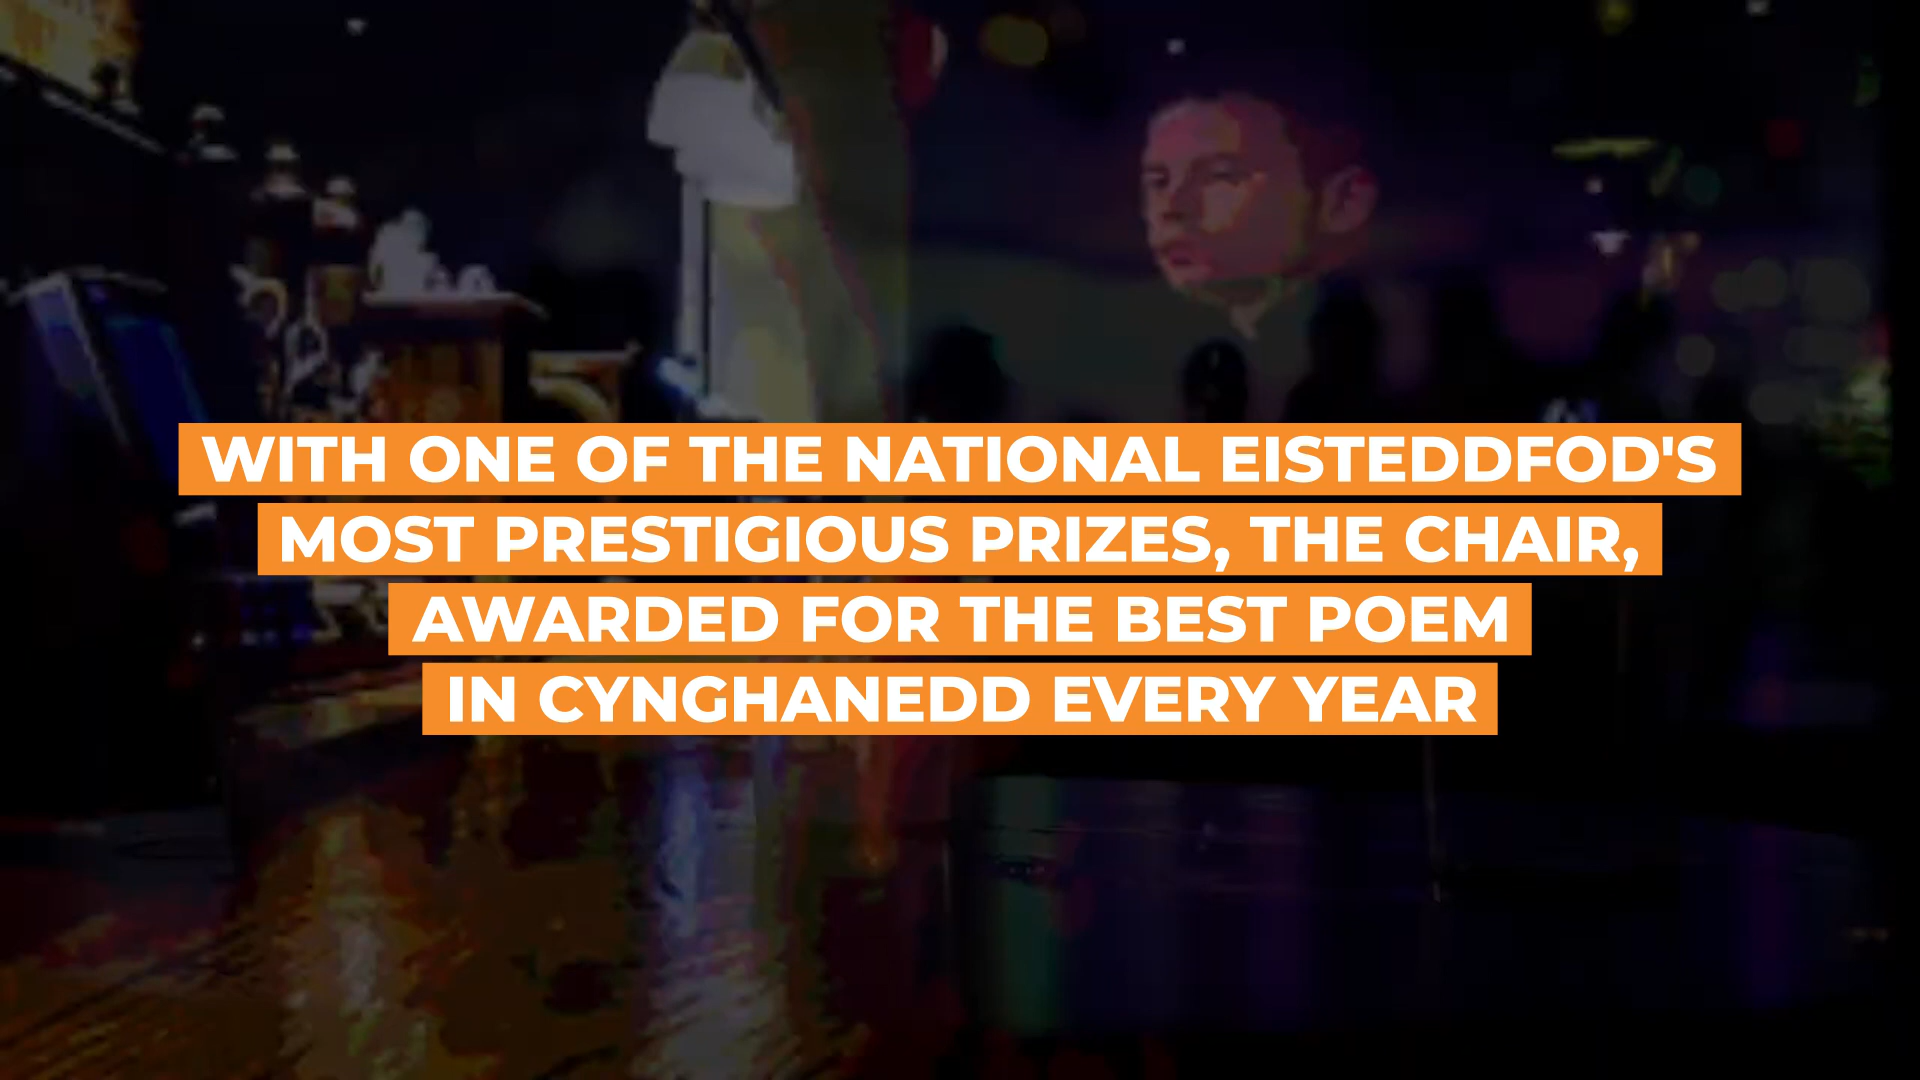 WITH ONE OF THE NATIONAL EISTEDDFOD'S
MOST PRESTIGIOUS PRIZES, THE CHAIR,
AWARDED FOR THE BEST POEM
IN CYNGHANEDD EVERY YEAR